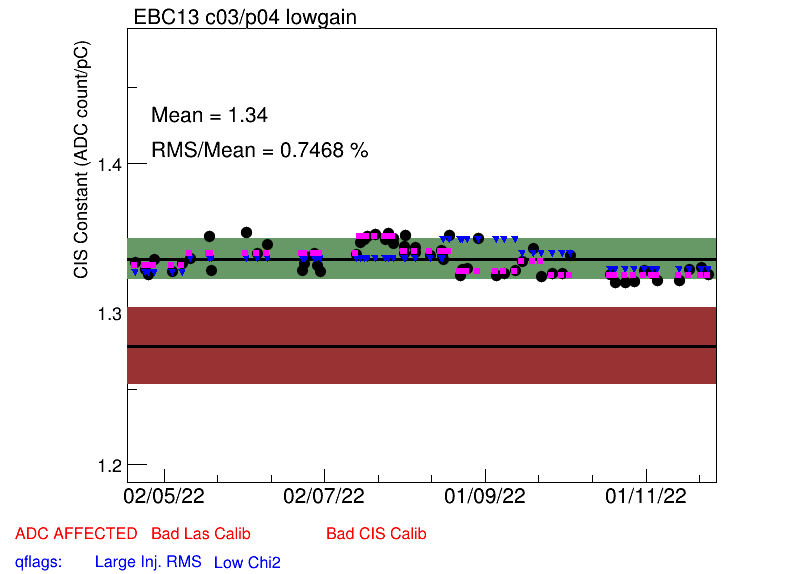 EBC13 c03/p04 lowgain
CIS Constant (ADC count/pC)
Mean = 1.34
RMS/Mean = 0.7468 %
1.4
1.3
1.2
02/05/22 02/07/22 01/09/22 01/11/22
ADC AFFECTED Bad Las Calib Bad CIS Calib
qflags: Large Inj. RMS Low Chi2